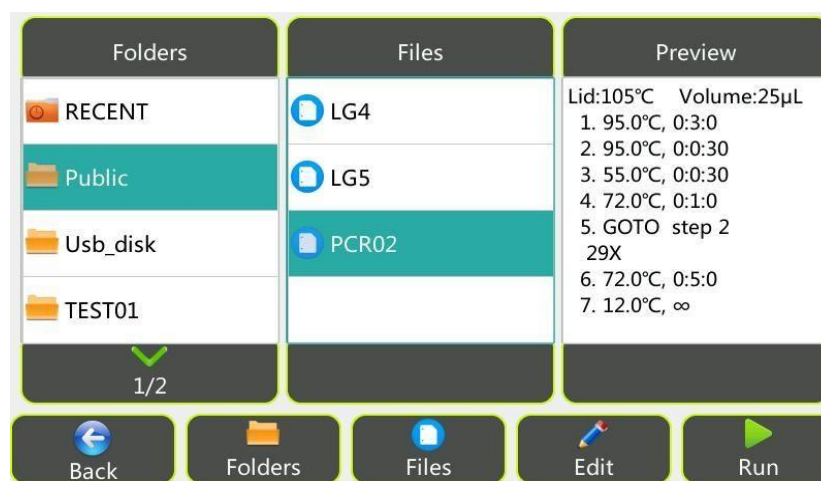 Folders
RECENT
Public
Usb_disk
TEST01
1/2
Files
LG4
LG5
PCR02
Preview
Lid:105℃ Volume:25μL
1. 95.0℃, 0:3:0
2. 95.0℃, 0:0:30
3. 55.0℃, 0:0:30
4. 72.0℃, 0:1:0
5. GOTO step 2
29X
6. 72.0℃, 0:5:0
7. 12.0℃, ∞
Back
Folders
Files
Edit
Run